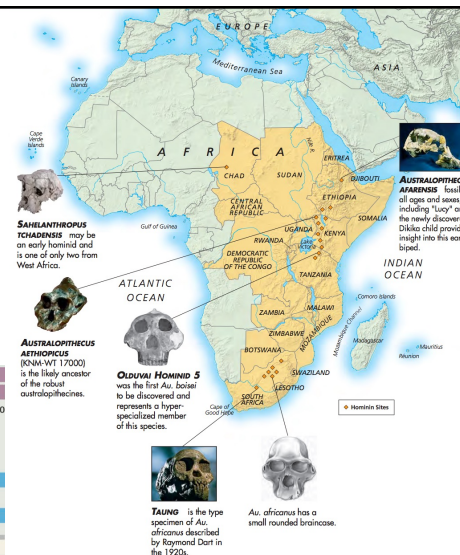 EUROPE
ASIA
Mediterranean Sea
Canary
Islands
Cape
Verde
Islands
AFRICA
Nile R.
CHAD
SUDAN
ERITREA
DJIBOUTI
ETHIOPIA
SOMALIA
CENTRAL
AFRICAN
REPUBLIC
Gulf of Guinea
UGANDA
KENYA
RWANDA
Lake
Victoria
DEMOCRATIC
REPUBLIC
OF THE CONGO
TANZANIA
INDIAN
OCEAN
ATLANTIC
OCEAN
Comoro Islands
MALAWI
ZAMBIA
MOZAMBIQUE
Mozambique Channel
ZIMBABWE
Madagascar
Mauritius
Réunion
BOTSWANA
SWAZILAND
LESOTHO
SOUTH
AFRICA
Cape of
Good Hope
Hominin Sites
SAHELANTHROPUS
TCHADENSIS may be
an early hominid and
is one of only two from
West Africa.
AUSTRALOPITHEC
AFARENSIS fossil
all ages and sexes
including "Lucy" a
the newly discover
Dikika child provid
insight into this ear
biped.
AUSTRALOPITHECUS
AETHIOPICUS
(KNM-WT 17000)
is the likely ancestor
of the robust
australopithecines.
OLDUVAI HOMINID 5
was the first Au. boisei
to be discovered and
represents a hyper-
specialized member
of this species.
TAUNG is the type
specimen of Au.
africanus described
by Raymond Dart in
the 1920s.
Au. africanus has a
small rounded braincase.